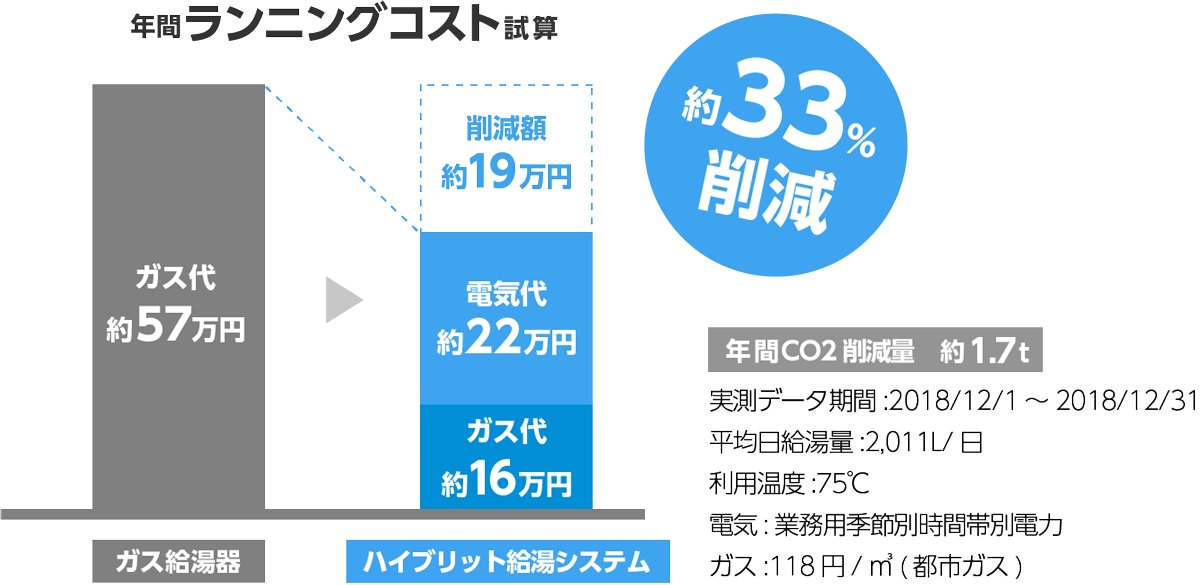 年間ランニングコスト試算
約33%
削減
削減額
約19万円
ガス代
約57万円
電気代
約22万円
ガス代
約16万円
ガス給湯器
ハイブリット給湯システム
年間CO2削減量 約1.7t
実測データ期間:2018/12/1～2018/12/31
平均日給湯量:2,011L/日
利用温度:75℃
電気:業務用季節別時間帯別電力
ガス:118円/㎥(都市ガス)